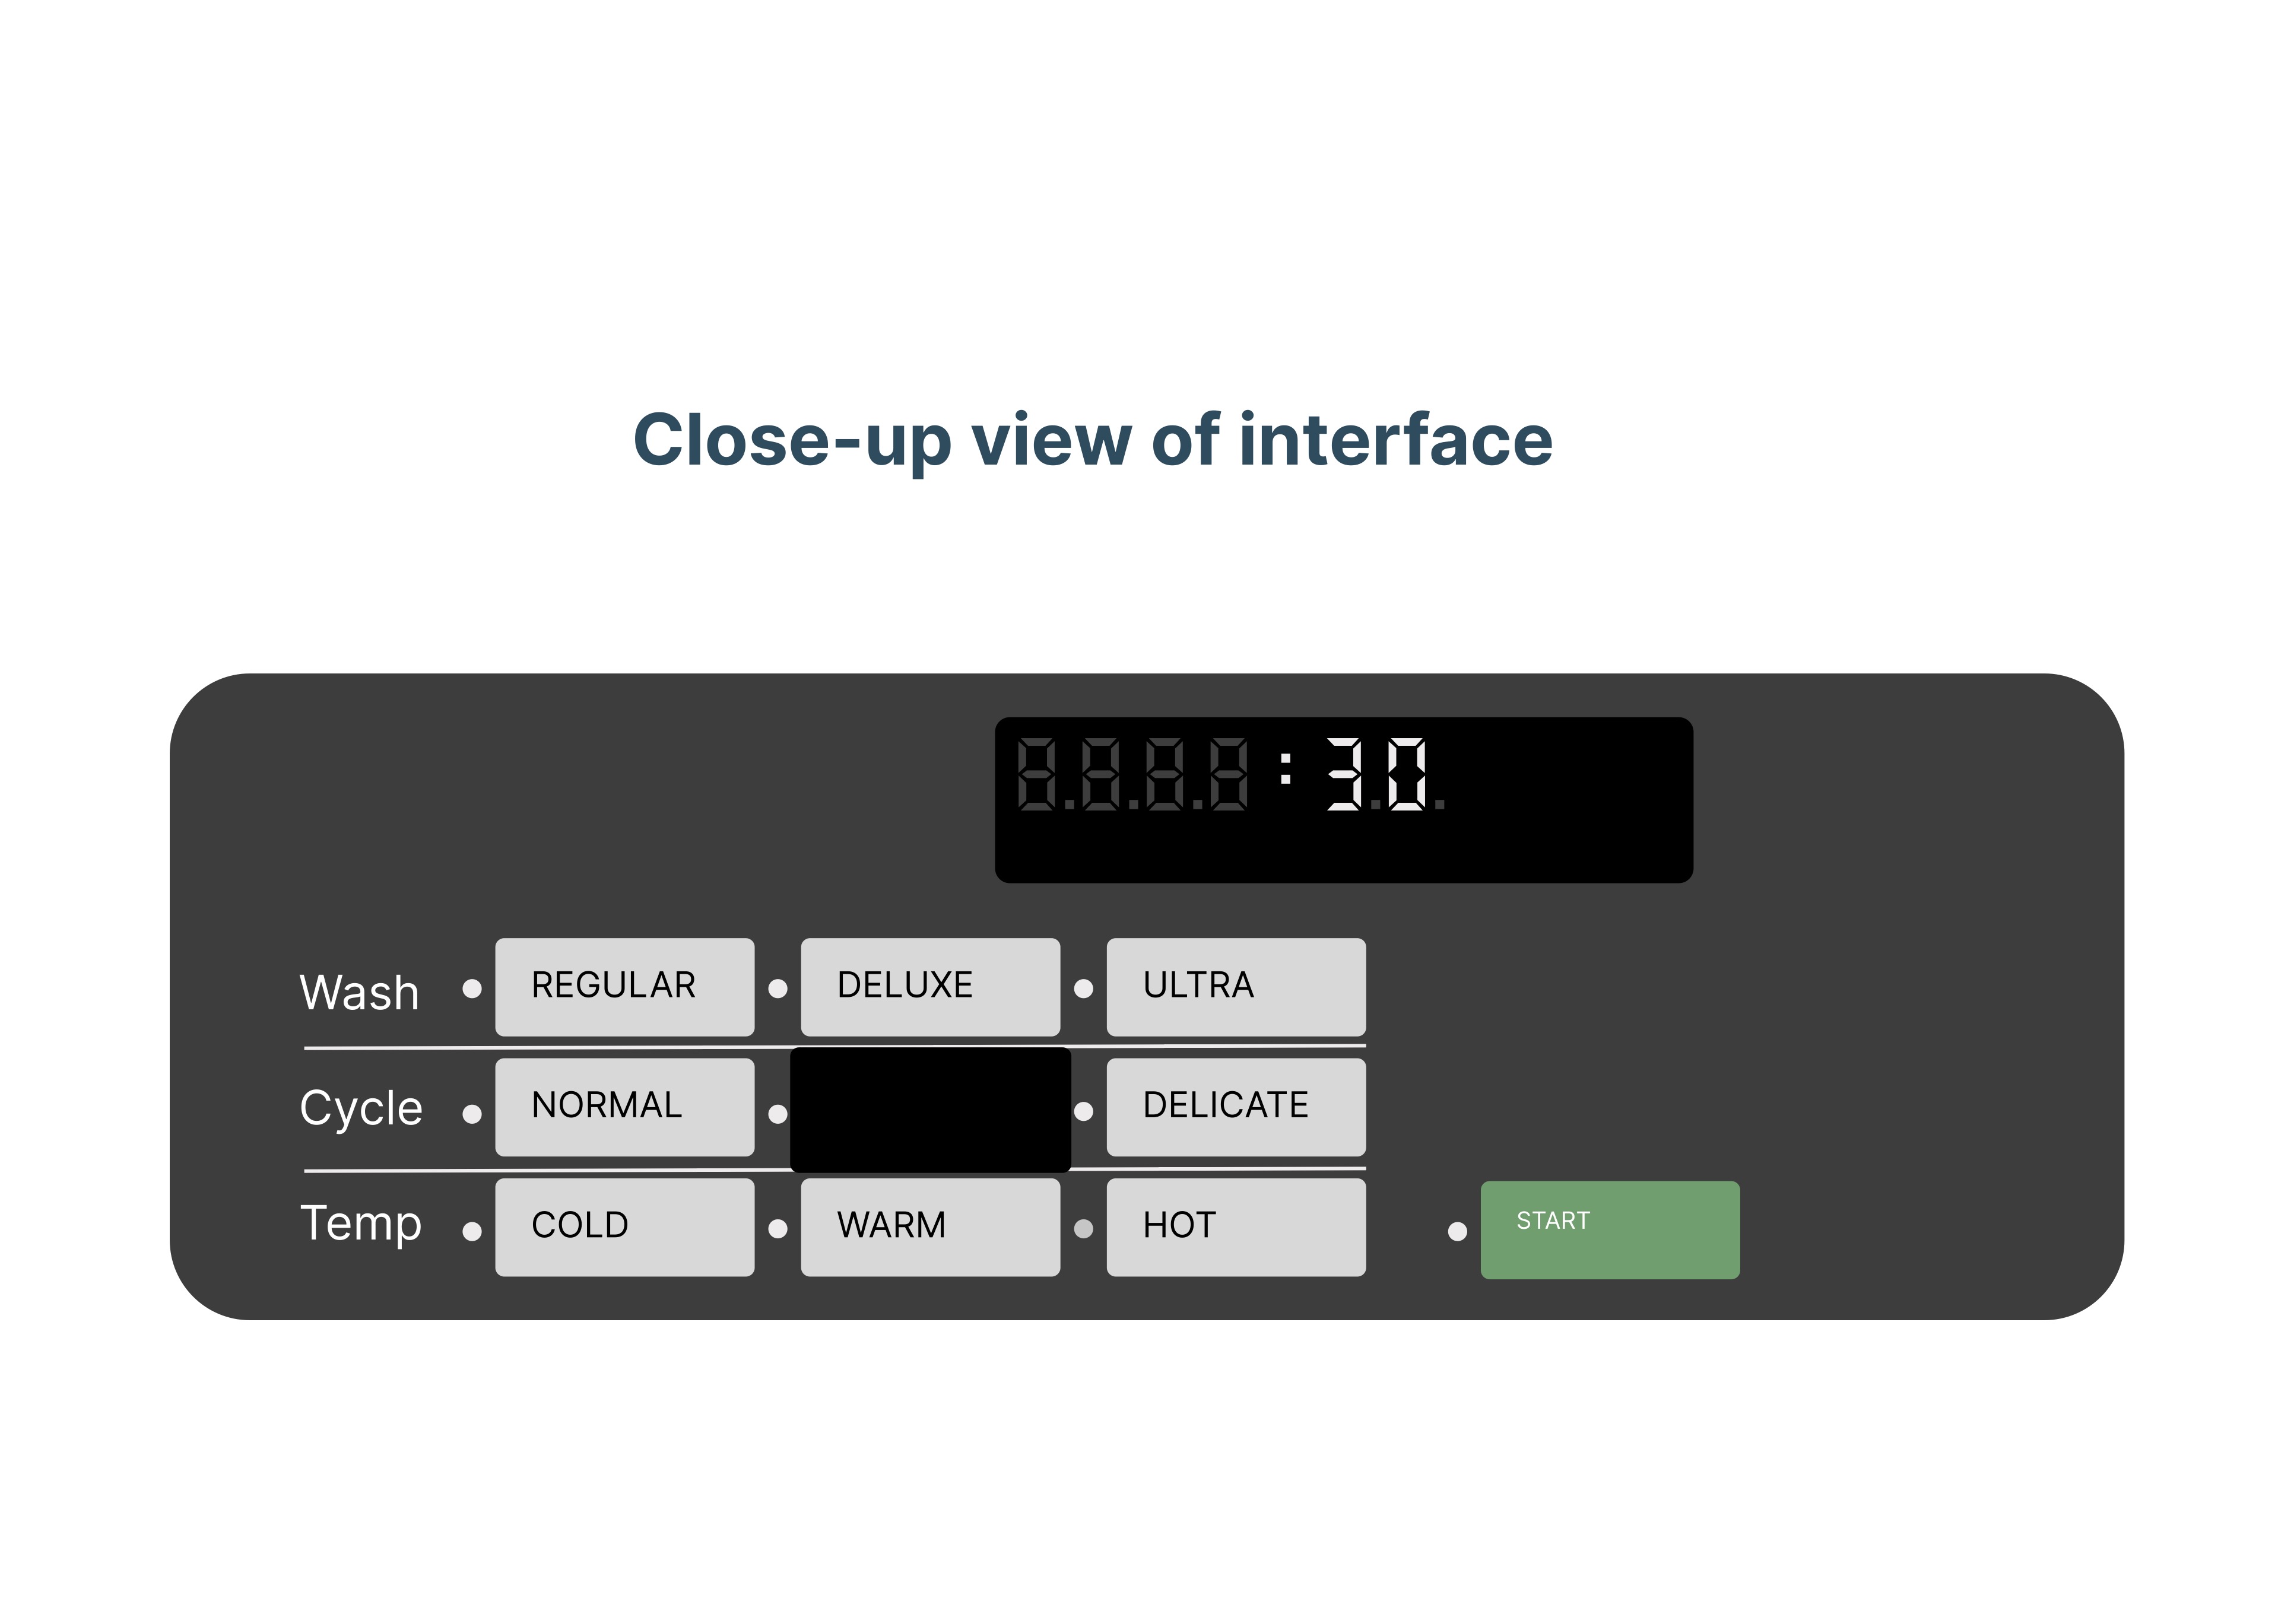 Close-up view of interface
:30
Wash REGULAR DELUXE ULTRA
Cycle NORMAL DELICATE
Temp COLD WARM HOT START